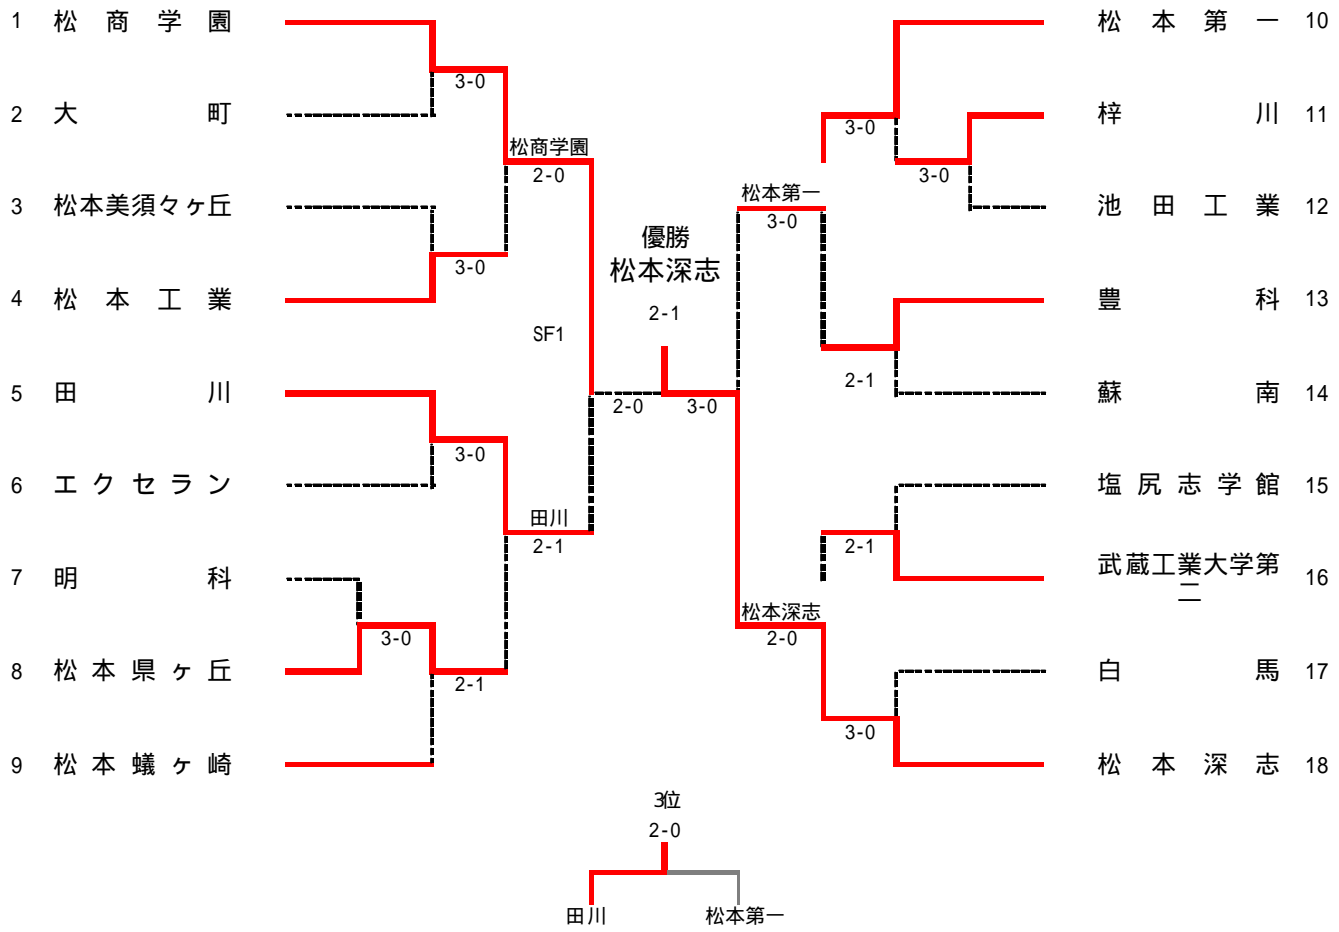 1 松商学園
3-0
2 大町
松商学園
2-0
3 松本美須々ヶ丘
3-0
4 松本工業
SF1
5 田川
3-0
6 エクセラン
田川
2-1
7 明科
3-0
8 松本県ヶ丘
2-1
9 松本蟻ヶ崎
優勝
松本深志
2-1
2-0
3-0
松本第一 10
3-0
梓川 11
3-0
池田工業 12
松本第一
3-0
豊科 13
2-1
蘇南 14
塩尻志学館 15
2-1
武蔵工業大学第
二
16
松本深志
2-0
白馬 17
3-0
松本深志 18
3位
2-0
田川
松本第一